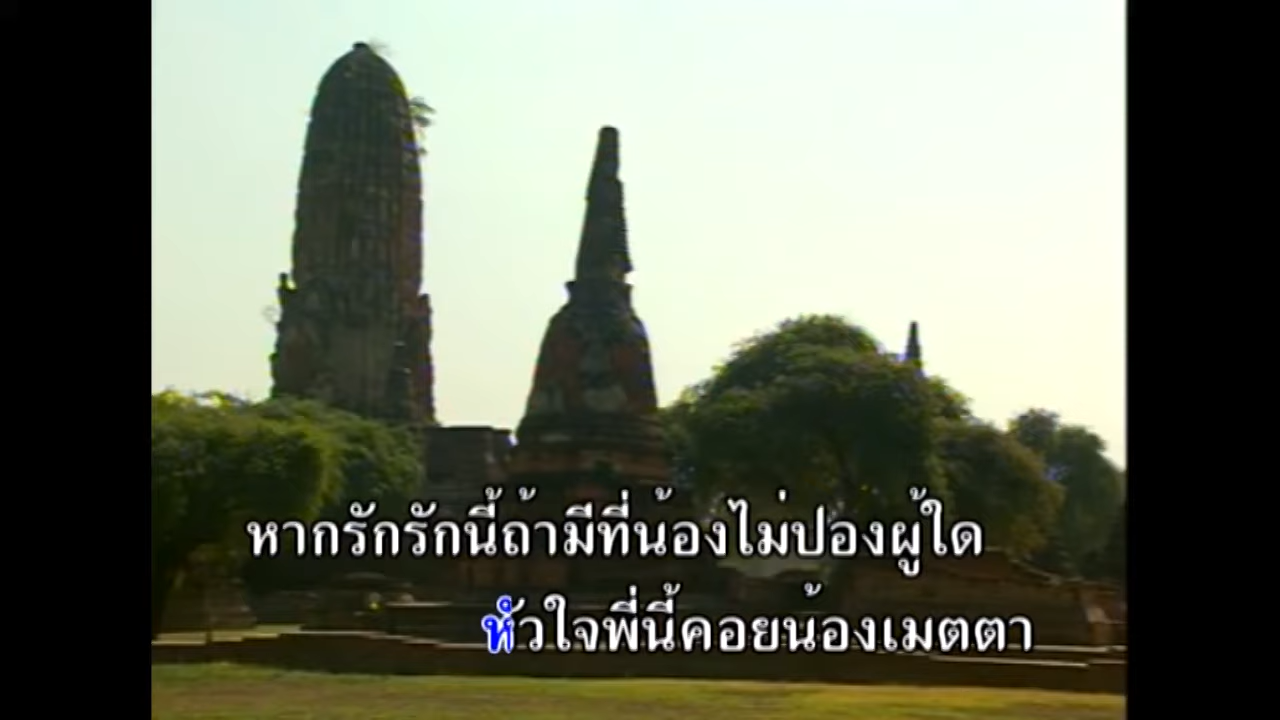 หากรักรักนี้ถ้ามีที่น้องไม่ปองผู้ใด
หัวใจพี่นี้คอยน้องเมตตา